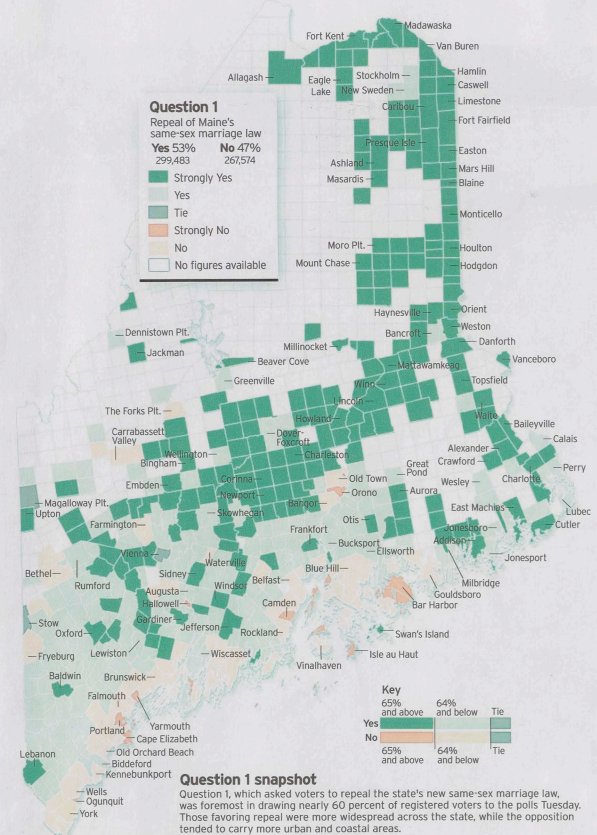 Madawaska
Fort Kent
Van Buren
Allagash
Eagle
Lake
Stockholm
New Sweden
Hamlin
Caswell
Caribou
Limestone
Fort Fairfield
Presque Isle
Easton
Ashland
Mars Hill
Masardis
Blaine
Monticello
Question 1
Repeal of Maine's
same-sex marriage law
Yes 53% No 47%
299,483 267,574
Strongly Yes
Yes
Tie
Strongly No
No
No figures available
Moro Plt.
Houlton
Mount Chase
Hodgdon
Haynesville
Orient
Bancroft
Weston
Danforth
Dennistown Plt.
Jackman
Millinocket
Beaver Cove
Mattawamkeag
Vanceboro
Greenville
Winn
Topsfield
Lincoln
The Forks Plt.
Howland
Waite
Carrabassett
Valley
Dover-
Foxcroft
Baileyville
Wellington
Charleston
Alexander
Calais
Bingham
Crawford
Great
Pond
Perry
Embden
Corinna
Old Town
Wesley
Charlotte
Newport
Orono
Aurora
Magalloway Plt.
Bangor
East Machias
Lubec
Upton
Skowhegan
Otis
Cutler
Farmington
Frankfort
Jonesboro
Bucksport
Addison
Vienna
Ellsworth
Jonesport
Waterville
Bethel
Sidney
Belfast
Blue Hill
Milbridge
Rumford
Windsor
Gouldsboro
Augusta
Camden
Bar Harbor
Hallowell
Gardiner
Stow
Jefferson
Rockland
Swan's Island
Oxford
Isle au Haut
Fryeburg
Lewiston
Wiscasset
Vinalhaven
Baldwin
Brunswick
Falmouth
Yarmouth
Portland
Cape Elizabeth
Lebanon
Old Orchard Beach
Biddeford
Kennebunkport
Wells
Ogunquit
York
Key
65%
and above
64%
and below
Tie
Yes
No
65%
and above
64%
and below
Tie
Question 1 snapshot
Question 1, which asked voters to repeal the state's new same-sex marriage law,
was foremost in drawing nearly 60 percent of registered voters to the polls Tuesday.
Those favoring repeal were more widespread across the state, while the opposition
tended to carry more urban and coastal areas.